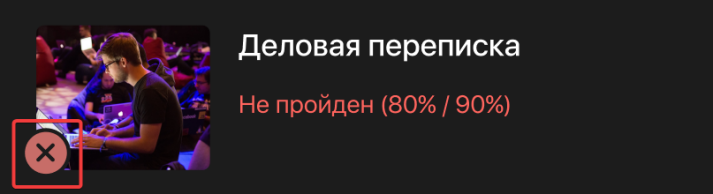 Деловая переписка
Не пройден (80% / 90%)